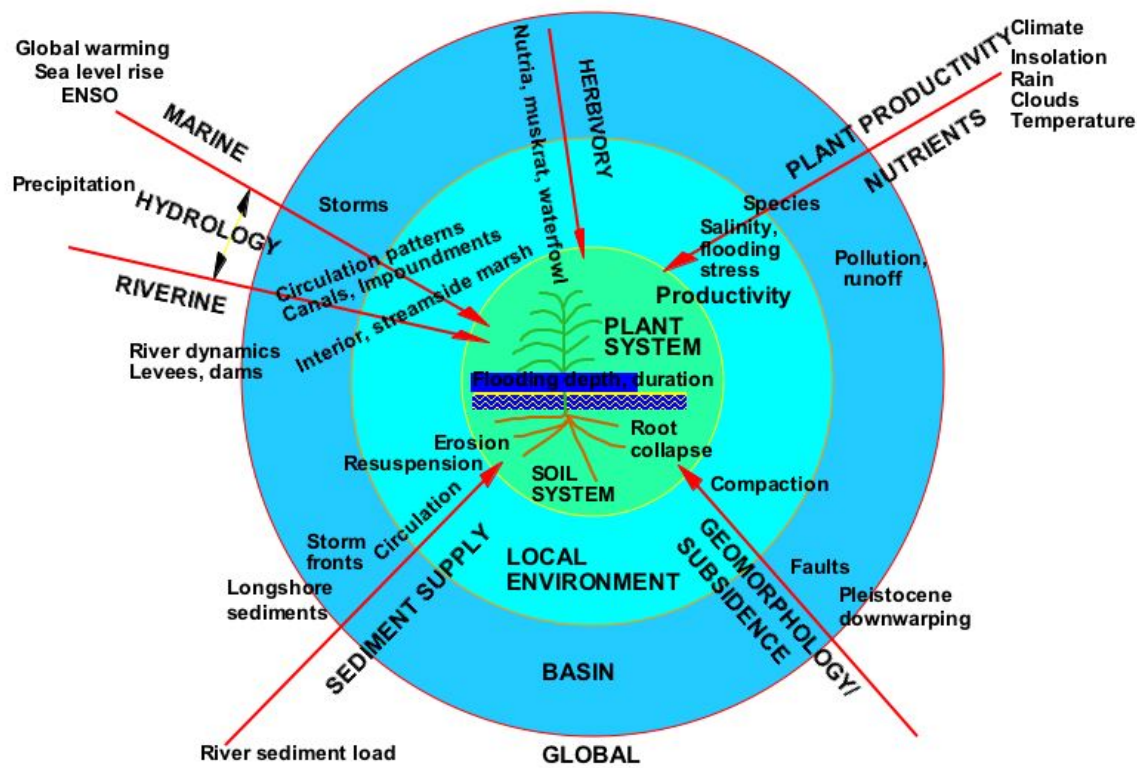 Global warming
Sea level rise
ENSO
MARINE
Precipitation
HYDROLOGY
RIVERINE
River dynamics
Levees, dams
Storms
Circulation patterns
Canals, Impoundments
Interior, streamside marsh
Nutria, muskrat, waterfowl
HERBIVORY
PLANT PRODUCTIVITY
NUTRIENTS
Climate
Insolation
Rain
Clouds
Temperature
Species
Salinity,
flooding
stress
Productivity
Pollution,
runoff
PLANT
SYSTEM
Flooding depth, duration
Root
collapse
Erosion
Resuspension
SOIL
SYSTEM
Circulation
Storm
fronts
Longshore
sediments
SEDIMENT SUPPLY
River sediment load
LOCAL
ENVIRONMENT
Compaction
GEOMORPHOLOGY/
SUBSIDENCE
Faults
Pleistocene
downwarping
BASIN
GLOBAL